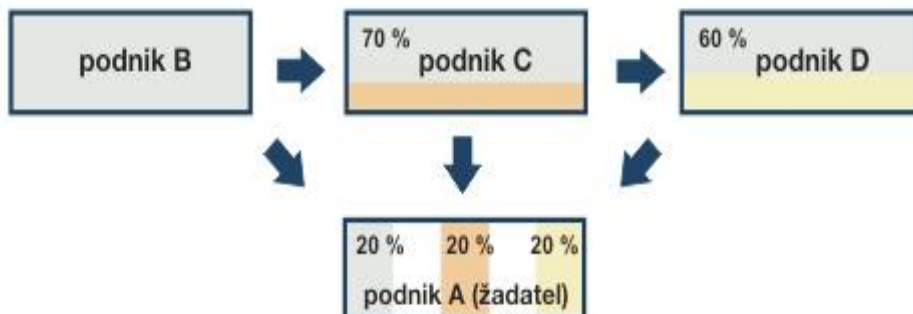 podnik B
70 %
podnik C
60 %
podnik D
20 % 20 % 20 %
podnik A (žadatel)